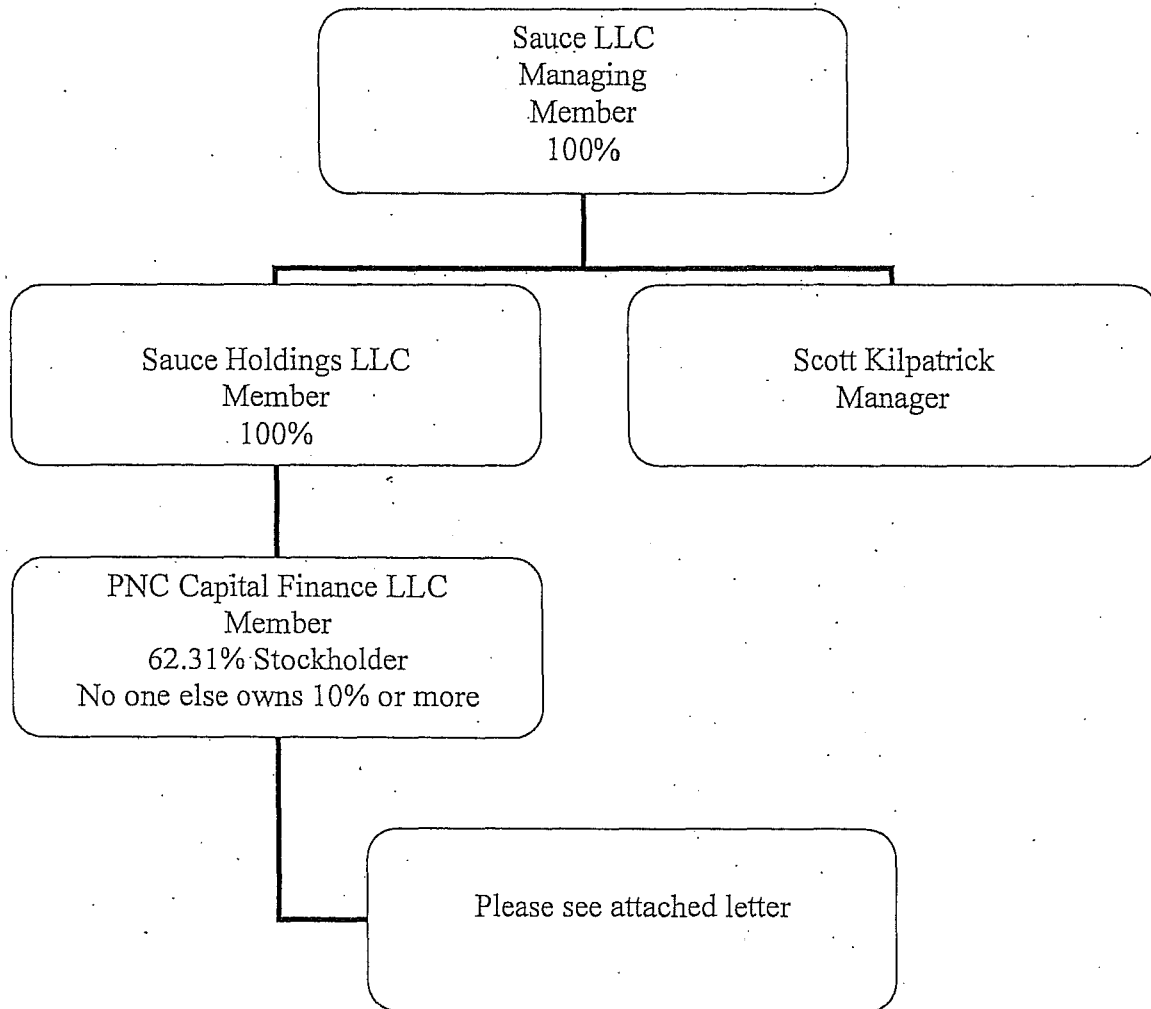 Sauce LLC
Managing
Member
100%
Sauce Holdings LLC
Member
100%
Scott Kilpatrick
Manager
PNC Capital Finance LLC
Member
62.31% Stockholder
No one else owns 10% or more
Please see attached letter